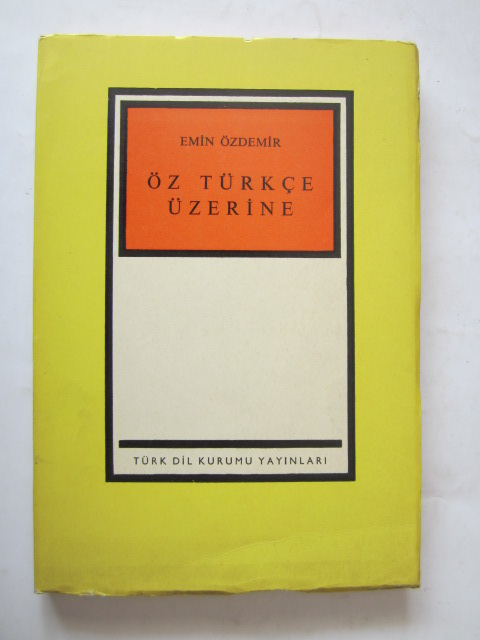 EMİN ÖZDEMİR
ÖZ TÜRKÇE
ÜZERİNE
TÜRK DİL KURUMU YAYINLARI